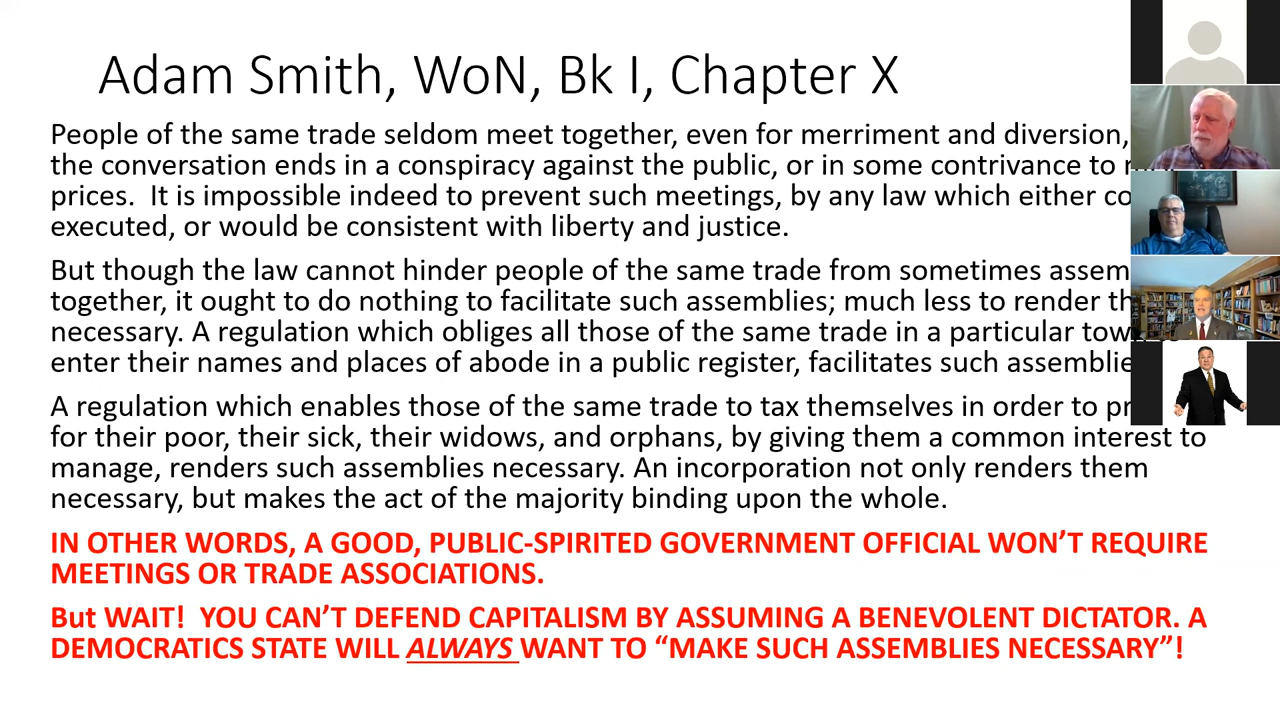 Adam Smith, WoN, Bk I, Chapter X
People of the same trade seldom meet together, even for merriment and diversion,
the conversation ends in a conspiracy against the public, or in some contrivance to
prices. It is impossible indeed to prevent such meetings, by any law which either
executed, or would be consistent with liberty and justice.
But though the law cannot hinder people of the same trade from sometimes
together, it ought to do nothing to facilitate such assemblies; much less to render
necessary. A regulation which obliges all those of the same trade in a particular
enter their names and places of abode in a public register, facilitates such
A regulation which enables those of the same trade to tax themselves in order to
for their poor, their sick, their widows, and orphans, by giving them a common interest to
manage, renders such assemblies necessary. An incorporation not only renders them
necessary, but makes the act of the majority binding upon the whole.
IN OTHER WORDS, A GOOD, PUBLIC-SPIRITED GOVERNMENT OFFICIAL WON’T REQUIRE
MEETINGS OR TRADE ASSOCIATIONS.
But WAIT! YOU CAN’T DEFEND CAPITALISM BY ASSUMING A BENEVOLENT DICTATOR. A
DEMOCRATICS STATE WILL ALWAYS WANT TO “MAKE SUCH ASSEMBLIES NECESSARY”!